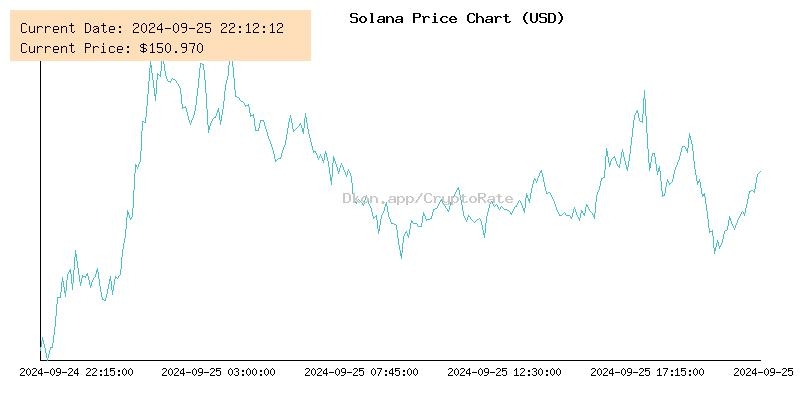 Solana Price Chart (USD)
Current Date: 2024-09-25 22:12:12
Current Price: $150.970
Dkon.app/CryptoRate
2024-09-24 22:15:00
2024-09-25 03:00:00
2024-09-25 07:45:00
2024-09-25 12:30:00
2024-09-25 17:15:00
2024-09-25